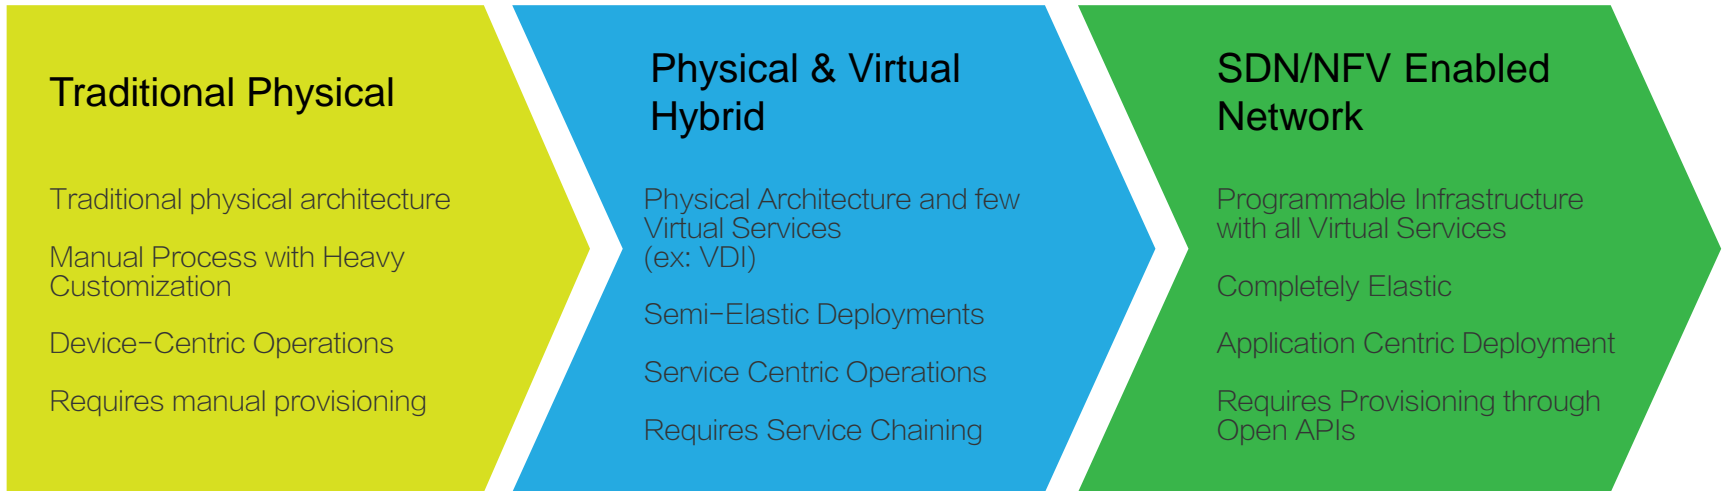 Traditional Physical
Traditional physical architecture
Manual Process with Heavy
Customization
Device-Centric Operations
Requires manual provisioning
Physical & Virtual
Hybrid
Physical Architecture and few
Virtual Services
(ex: VDI)
Semi-Elastic Deployments
Service Centric Operations
Requires Service Chaining
SDN/NFV Enabled
Network
Programmable Infrastructure
with all Virtual Services
Completely Elastic
Application Centric Deployment
Requires Provisioning through
Open APIs